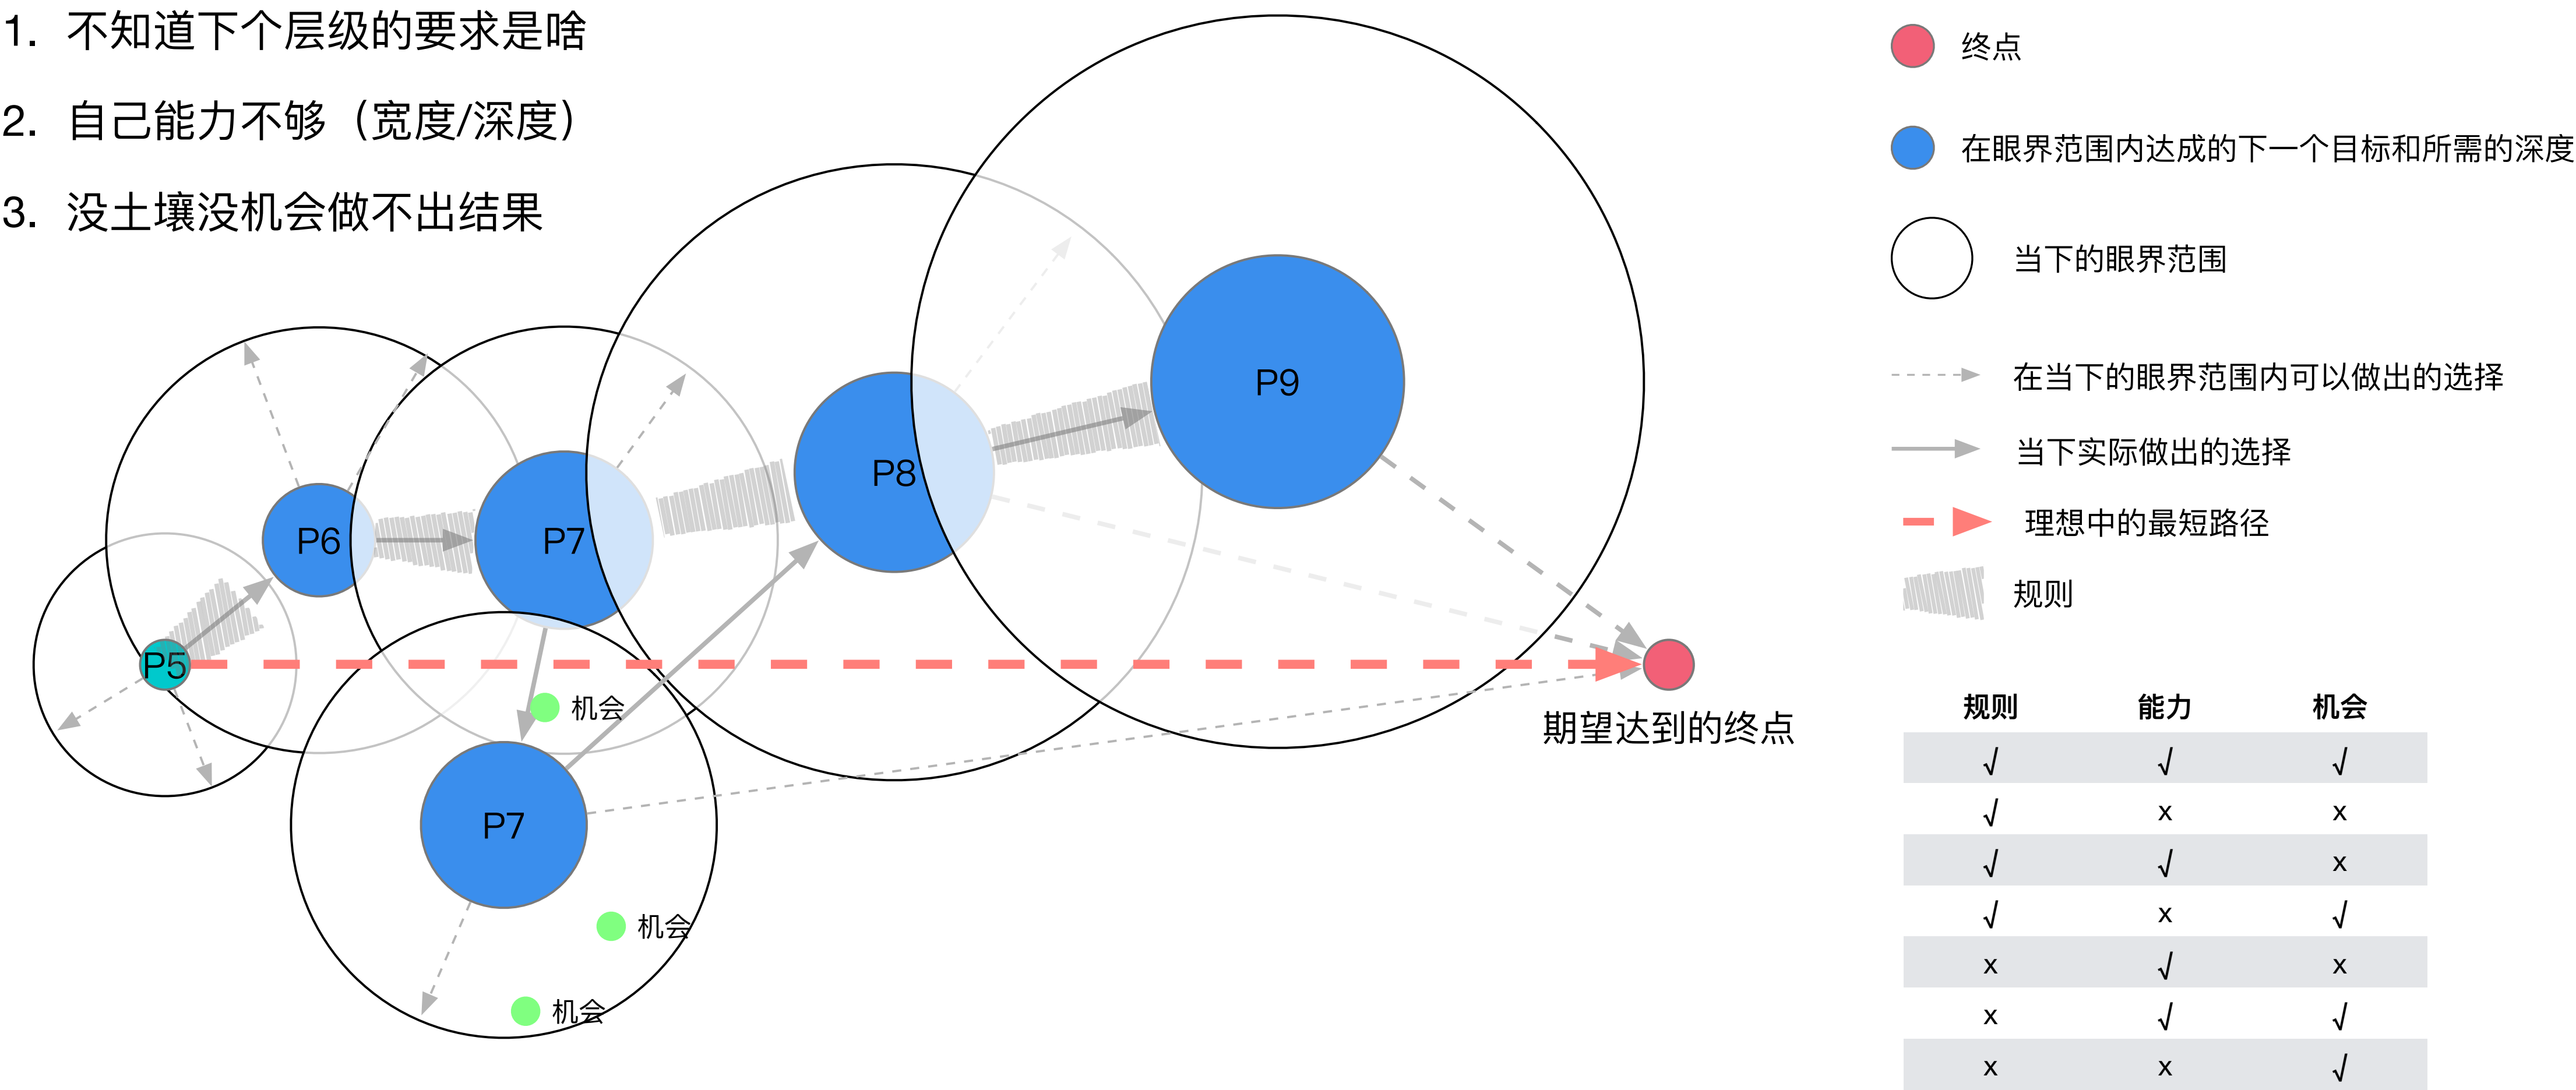 1. 不知道下个层级的要求是啥
2. 自己能力不够（宽度/深度）
3. 没土壤没机会做不出结果
P5
P6
P7
P8
P9
P7
机会
机会
机会
期望达到的终点
终点
在眼界范围内达成的下一个目标和所需的深度
当下的眼界范围
在当下的眼界范围内可以做出的选择
当下实际做出的选择
理想中的最短路径
规则
规则 能力 机会
√ √ √
√ x x
√ √ x
√ x √
x √ x
x √ √
x x √